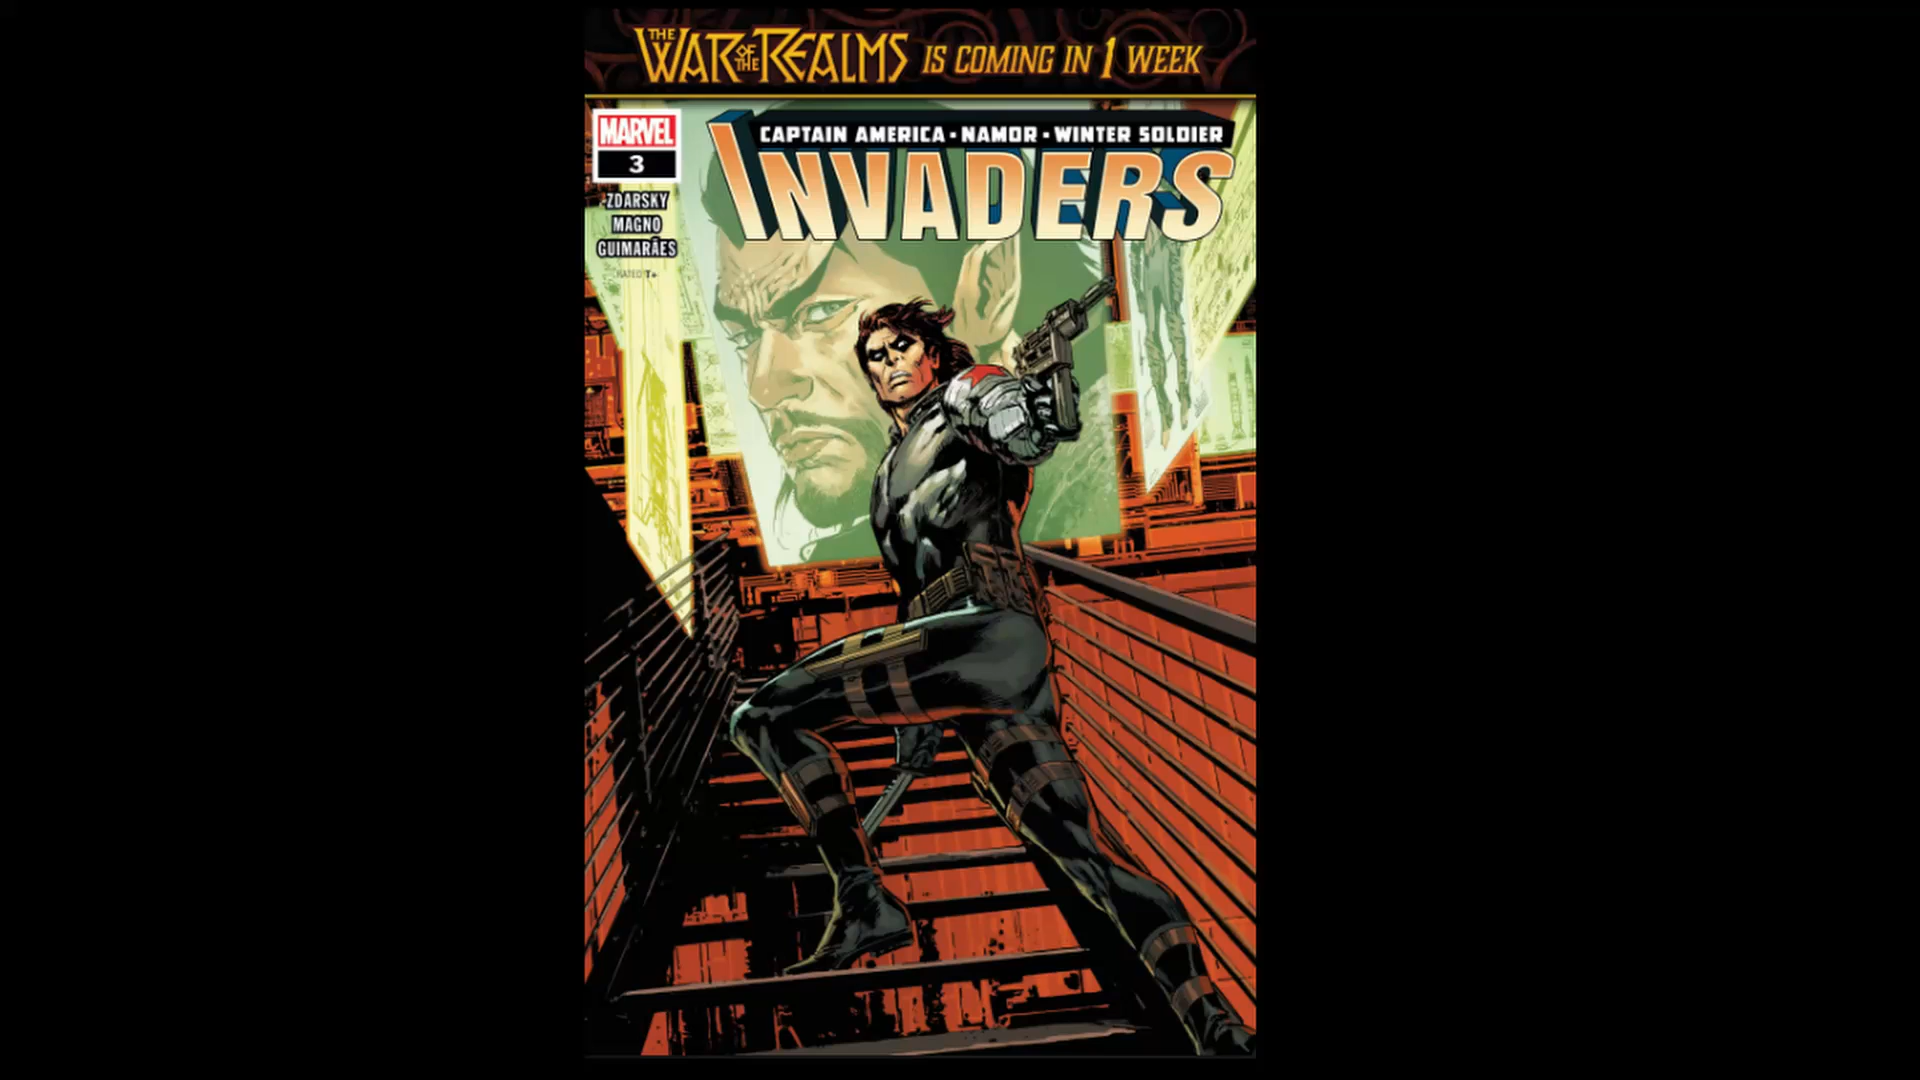 THE WAR OF THE REALMS IS COMING IN 1 WEEK
MARVEL
3
ZDARSKY
MAGNO
GUIMARÃES
RATED T+
CAPTAIN AMERICA · NAMOR · WINTER SOLDIER
INVADERS